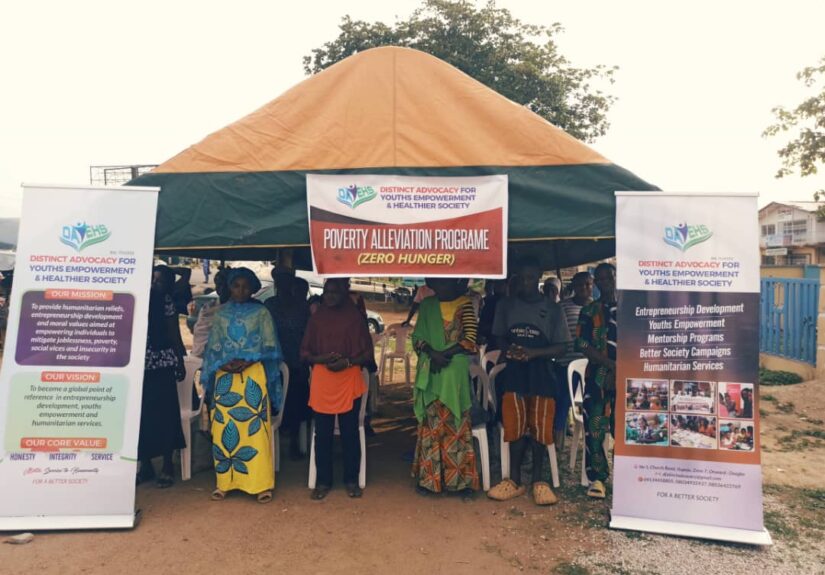 DAYEHS
DISTINCT ADVOCACY FOR
YOUTHS EMPOWERMENT
& HEALTHIER SOCIETY
OUR MISSION
To provide humanitarian reliefs,
entrepreneurship development
and moral values aimed at
empowering individuals to
mitigate joblessness, poverty,
social vices and insecurity in
the society
OUR VISION
To become a global point of
reference in entrepreneurship
development, youths
empowerment and
humanitarian services.
OUR CORE VALUE
HONESTY INTEGRITY SERVICE
Motto: Service to Humanity
FOR A BETTER SOCIETY
DISTINCT ADVOCACY FOR
YOUTHS EMPOWERMENT
& HEALTHIER SOCIETY
POVERTY ALLEVIATION PROGRAME
(ZERO HUNGER)
DISTINCT ADVOCACY FOR
YOUTHS EMPOWERMENT
& HEALTHIER SOCIETY
Entrepreneurship Development
Youths Empowerment
Mentorship Programs
Better Society Campaigns
Humanitarian Services
FOR A BETTER SOCIETY